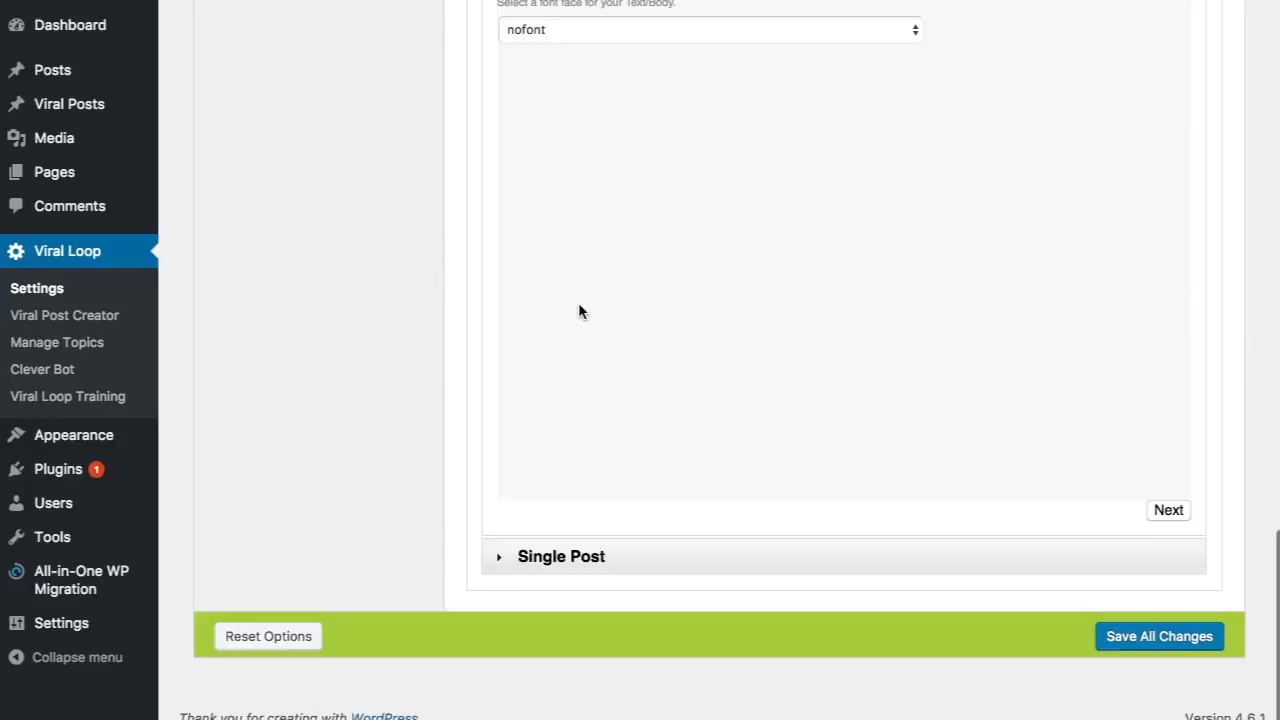 Select a font face for your Text/Body.
nofont
Dashboard
Posts
Viral Posts
Media
Pages
Comments
Viral Loop
Settings
Viral Post Creator
Manage Topics
Clever Bot
Viral Loop Training
Appearance
Plugins 1
Users
Tools
All-in-One WP
Migration
Settings
Collapse menu
Next
Single Post
Reset Options
Save All Changes
Thank you for creating with WordPress
Version 4.6.1